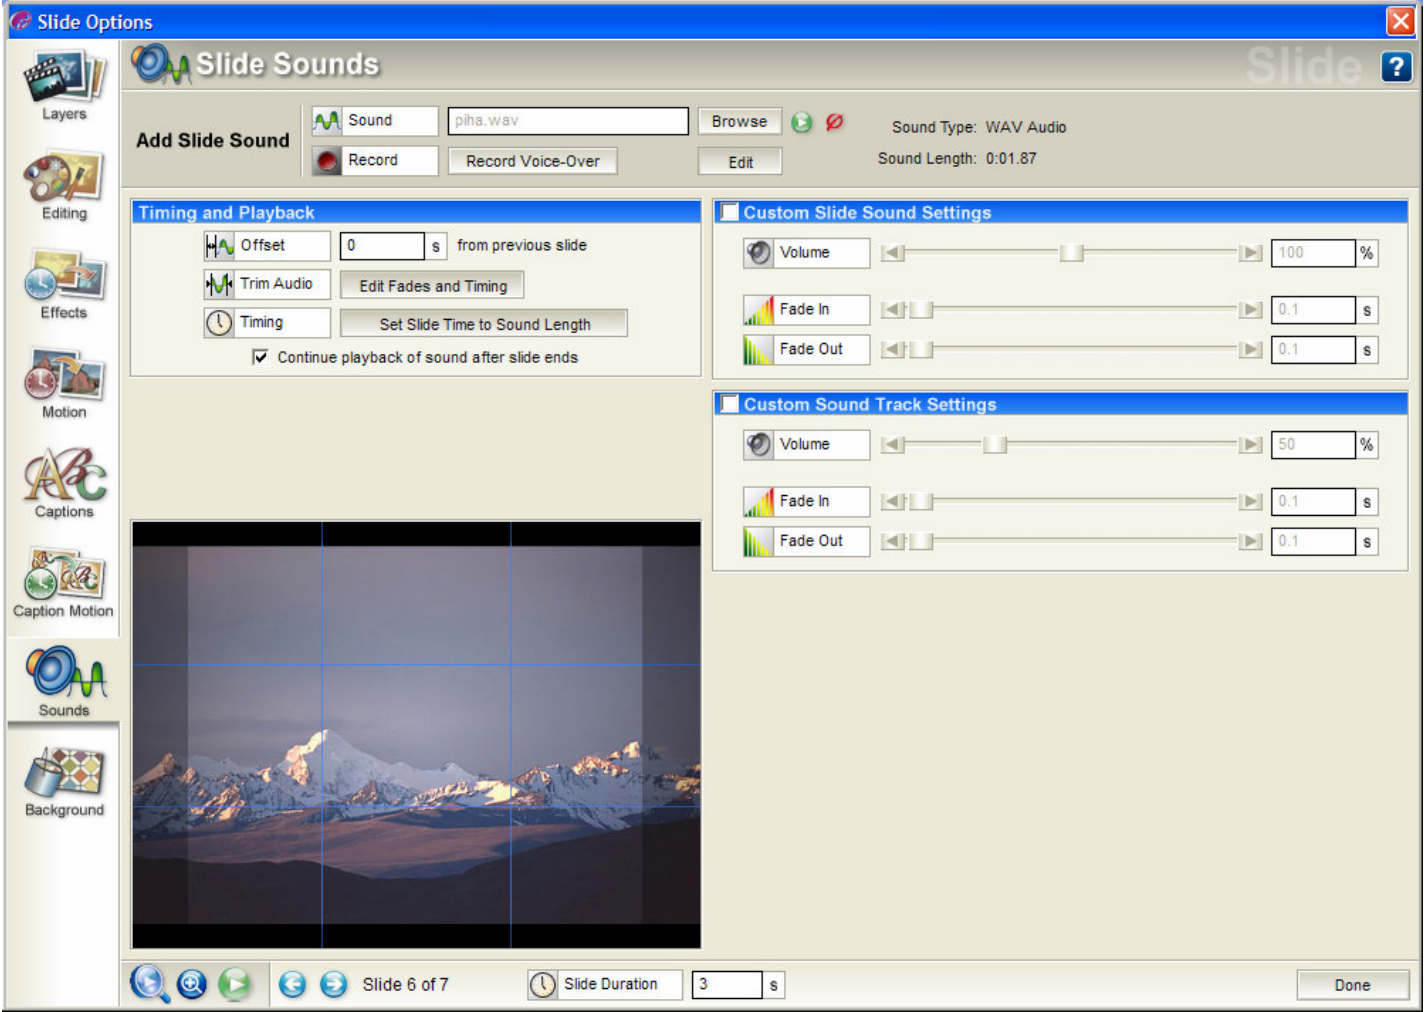 Slide Options
Slide Sounds
Slide
?
Layers
Editing
Effects
Motion
Captions
Caption Motion
Sounds
Background
Add Slide Sound
Sound
piha.wav
Browse
Sound Type: WAV Audio
Record
Record Voice-Over
Edit
Sound Length: 0:01.87
Timing and Playback
Offset
0 s from previous slide
Trim Audio
Edit Fades and Timing
Timing
Set Slide Time to Sound Length
Continue playback of sound after slide ends
Custom Slide Sound Settings
Volume
100 %
Fade In
0.1 s
Fade Out
0.1 s
Custom Sound Track Settings
Volume
50 %
Fade In
0.1 s
Fade Out
0.1 s
Slide 6 of 7
Slide Duration
3 s
Done